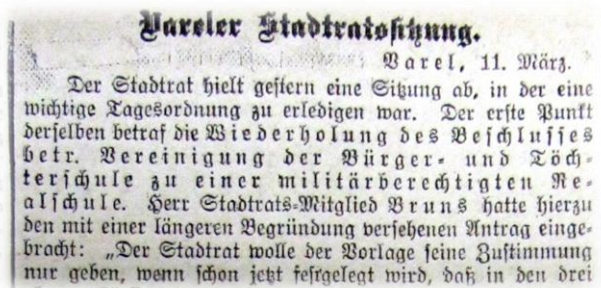 Vareler Stadtratssitzung.
Varel, 11. März.
Der Stadtrat hielt gestern eine Sitzung ab, in der eine
wichtige Tagesordnung zu erledigen war. Der erste Punkt
derselben betraf die Wiederholung des Beschlusses
betr. Vereinigung der Bürger- und Töch-
terschule zu einer militärberechtigten Re-
alschule. Herr Stadtrats-Mitglied Bruns hatte hierzu
den mit einer längeren Begründung versehenen Antrag einge-
bracht: „Der Stadtrat wolle der Vorlage seine Zustimmung
nur geben, wenn schon jetzt fesrgelegt wird, daß in den drei